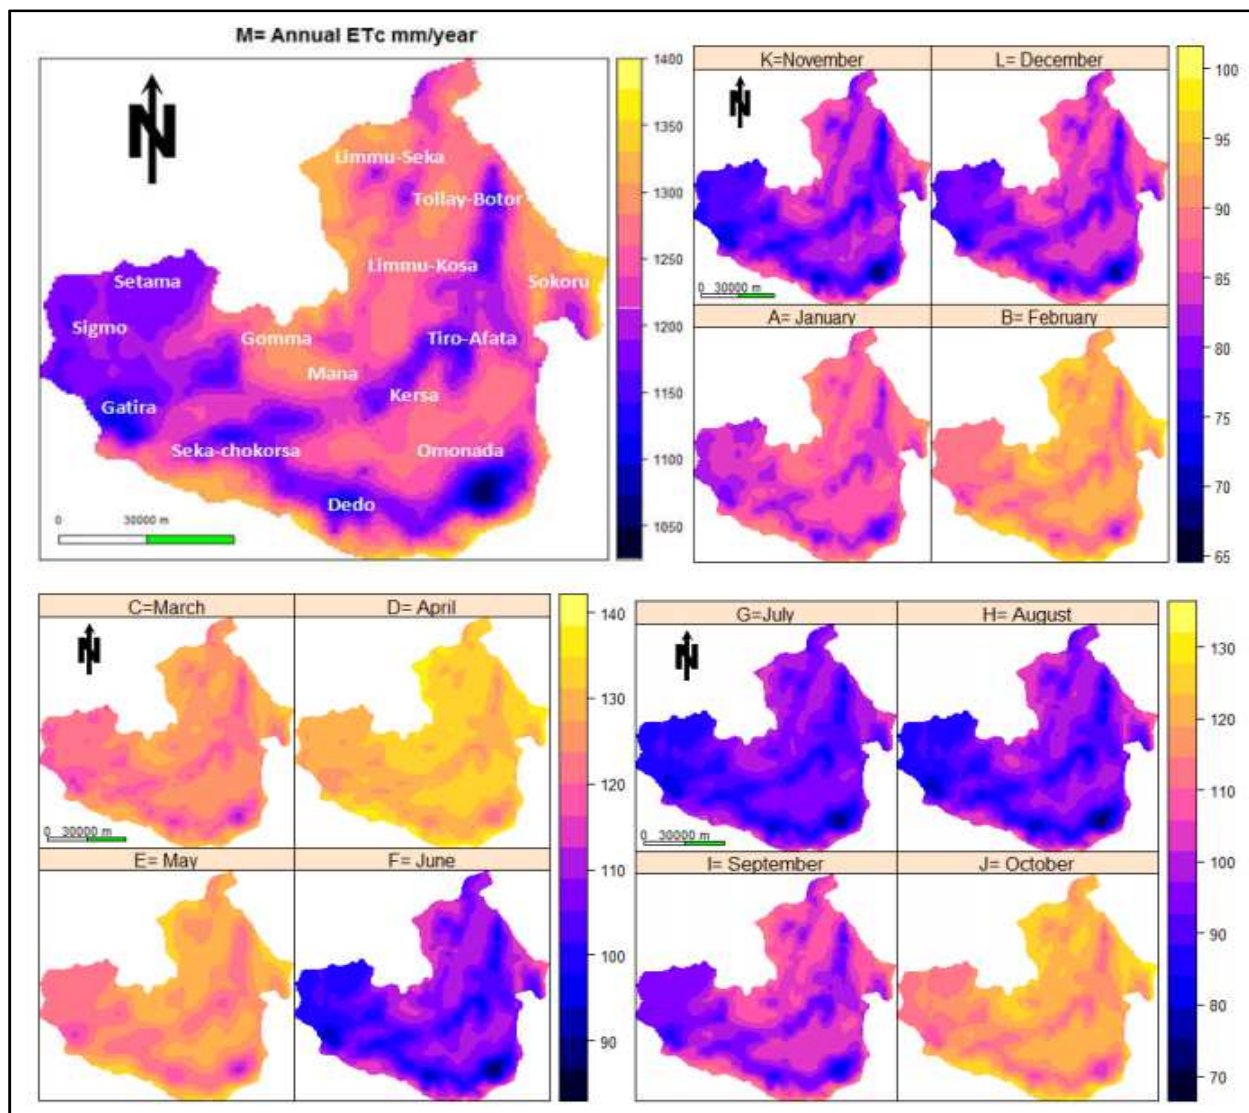 M= Annual ETc mm/year
N
Limmu-Seka
Tollay-Botor
Limmu-Kosa
Setama
Sokoru
Sigmo
Gomma
Tiro-Afata
Mana
Kersa
Gatira
Seka-chokorsa
Omonada
Dedo
0 30000 m
1400
1350
1300
1250
1200
1150
1100
1050
K=November
L= December
N
0 30000 m
A= January
B= February
100
95
90
85
80
75
70
65
C=March
D= April
N
0 30000 m
E= May
F= June
140
130
120
110
100
90
G=July
H= August
N
0 30000 m
I= September
J= October
130
120
110
100
90
80
70